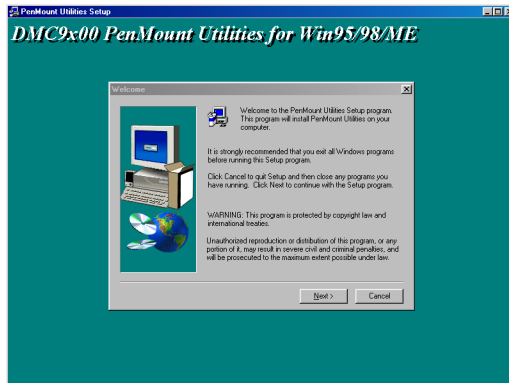 PenMount Utilities Setup
DMC9x00 PenMount Utilities for Win95/98/ME
Welcome
Welcome to the PenMount Utilities Setup program.
This program will install PenMount Utilities on your
computer.
It is strongly recommended that you exit all Windows programs
before running this Setup program.
Click Cancel to quit Setup and then close any programs you
have running. Click Next to continue with the Setup program.
WARNING: This program is protected by copyright law and
international treaties.
Unauthorized reproduction or distribution of this program, or any
portion of it, may result in severe civil and criminal penalties, and
will be prosecuted to the maximum extent possible under law.
Next >
Cancel